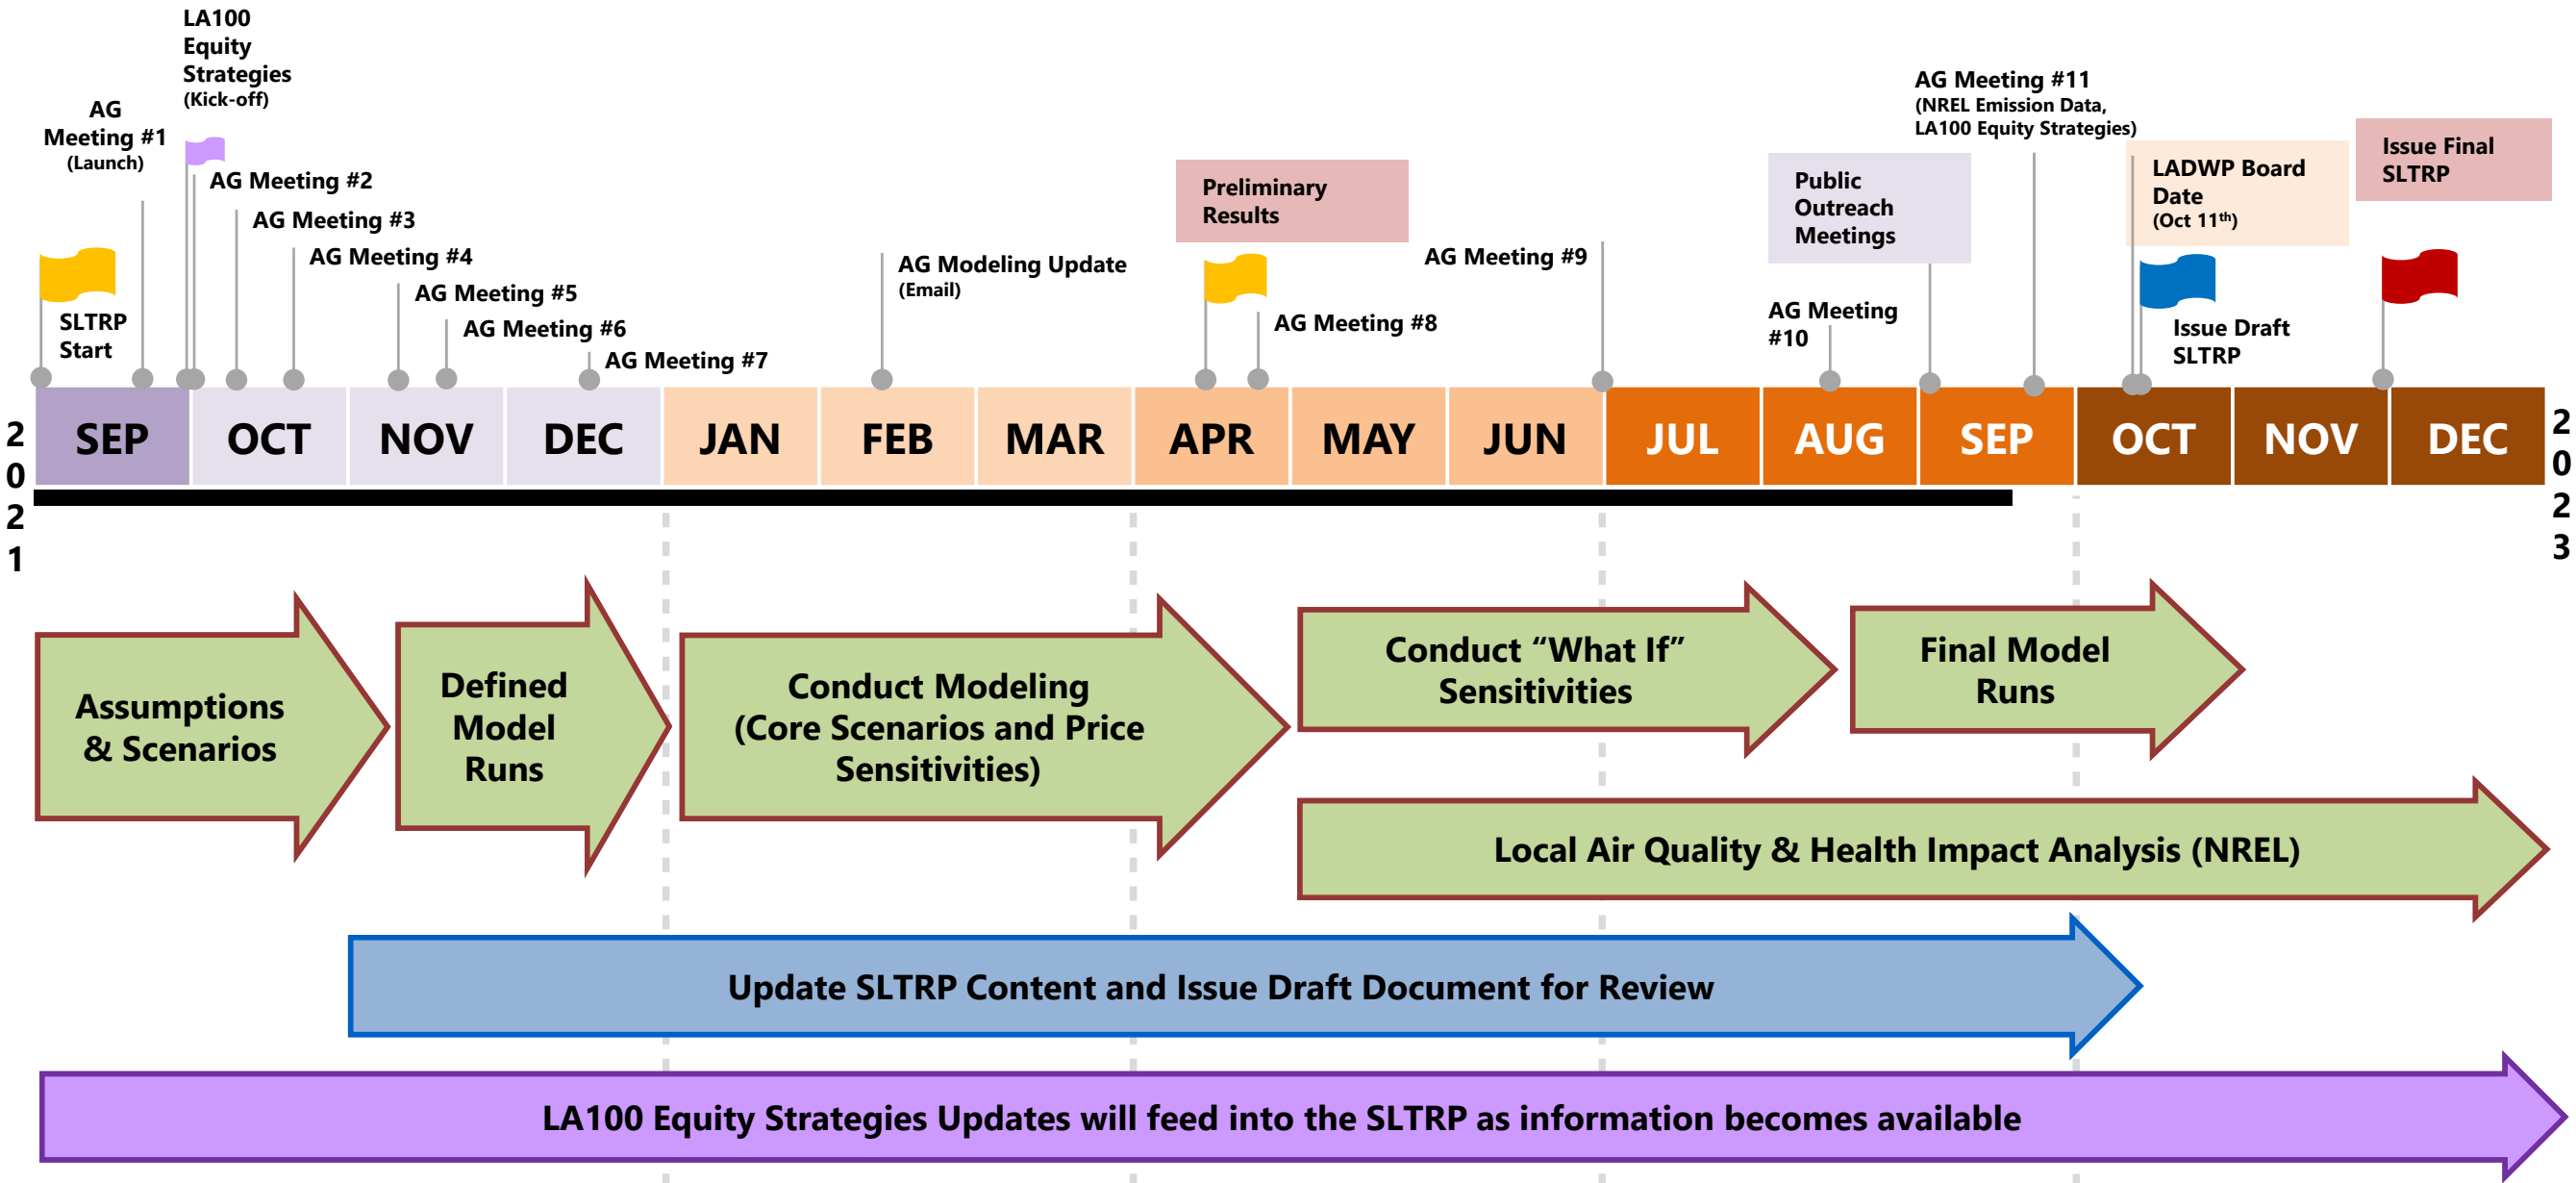 LA100
Equity
Strategies
(Kick-off)
AG
Meeting #1
(Launch)
AG Meeting #2
AG Meeting #3
AG Meeting #4
AG Meeting #5
AG Meeting #6
AG Meeting #7
SLTRP
Start
AG Modeling Update
(Email)
Preliminary
Results
AG Meeting #8
AG Meeting #9
Public
Outreach
Meetings
AG Meeting
#10
AG Meeting #11
(NREL Emission Data,
LA100 Equity Strategies)
LADWP Board
Date
(Oct 11th)
Issue Draft
SLTRP
Issue Final
SLTRP
2
0
2
1
SEP OCT NOV DEC JAN FEB MAR APR MAY JUN JUL AUG SEP OCT NOV DEC
2
0
2
3
Assumptions
& Scenarios
Defined
Model
Runs
Conduct Modeling
(Core Scenarios and Price
Sensitivities)
Conduct “What If”
Sensitivities
Final Model
Runs
Local Air Quality & Health Impact Analysis (NREL)
Update SLTRP Content and Issue Draft Document for Review
LA100 Equity Strategies Updates will feed into the SLTRP as information becomes available